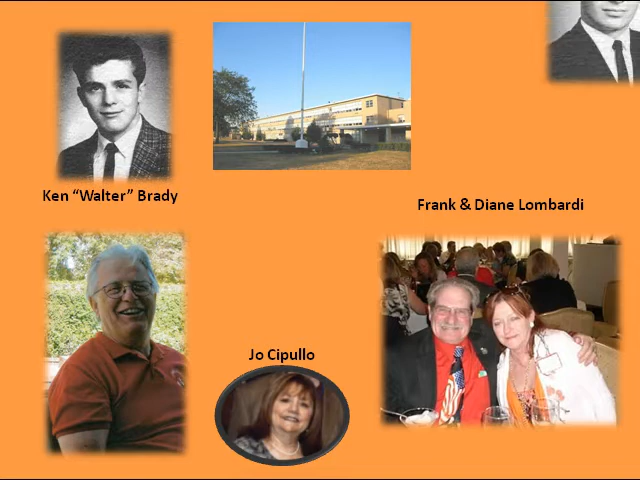 Ken “Walter” Brady
Frank & Diane Lombardi
Jo Cipullo